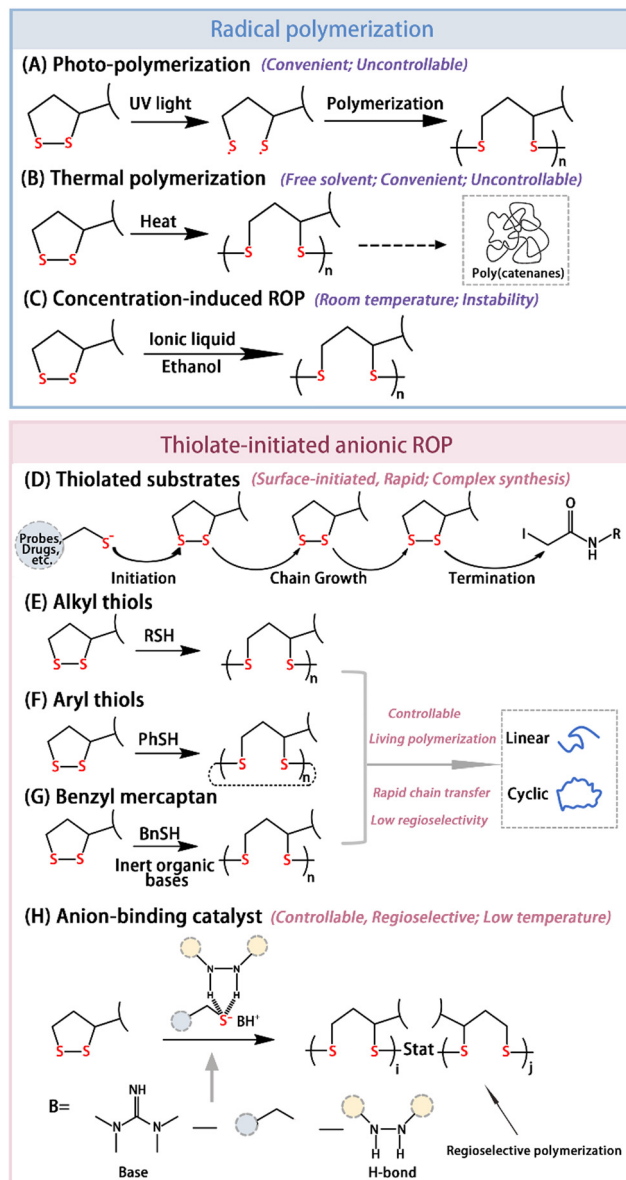 Radical polymerization
(A) Photo-polymerization (Convenient; Uncontrollable)
UV light
Polymerization
S-S
S
S
S
S
n
(B) Thermal polymerization (Free solvent; Convenient; Uncontrollable)
Heat
S-S
S
S
n
Poly(catenanes)
(C) Concentration-induced ROP (Room temperature; Instability)
Ionic liquid
Ethanol
S-S
S
S
n
Thiolate-initiated anionic ROP
(D) Thiolated substrates (Surface-initiated, Rapid; Complex synthesis)
Probes,
Drugs,
etc.
S-
S-S
S-S
S-S
I
O
N
H
R
Initiation
Chain Growth
Termination
(E) Alkyl thiols
RSH
S-S
S
S
n
(F) Aryl thiols
PhSH
S-S
S
S
n
(G) Benzyl mercaptan
BnSH
Inert organic
bases
S-S
S
S
n
Controllable
Living polymerization
Rapid chain transfer
Low regioselectivity
Linear
Cyclic
(H) Anion-binding catalyst (Controllable, Regioselective; Low temperature)
N-N
H H
S- BH+
S-S
S
S
i
Stat
S
S
j
B=
NH
N
N
Base
N-N
H H
H-bond
Regioselective polymerization